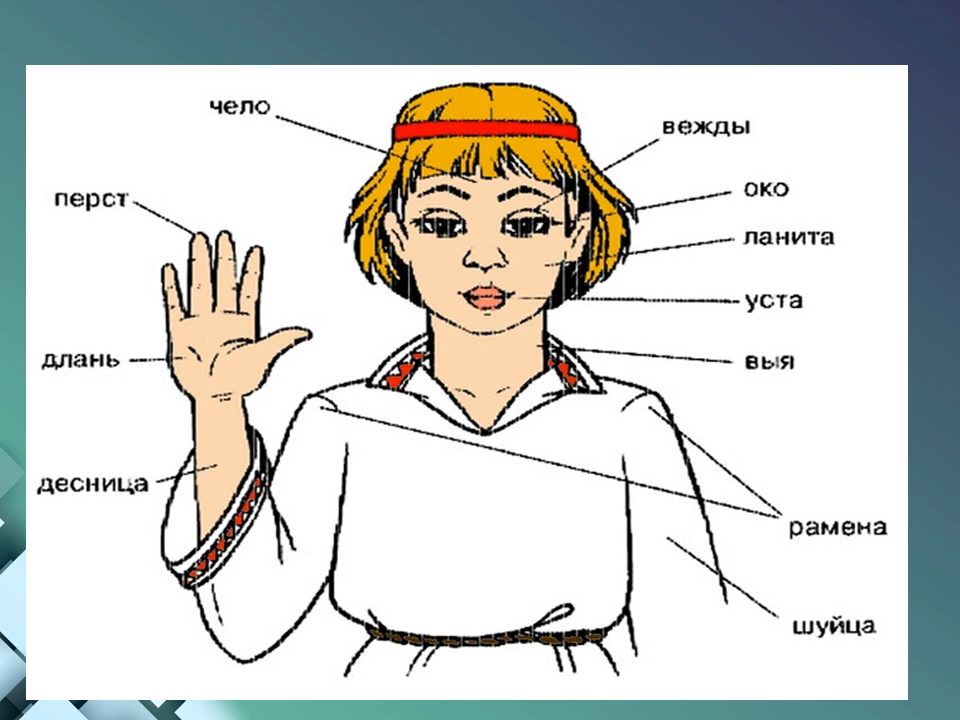 чело
вежды
перст
око
ланита
уста
длань
выя
десница
рамена
шуйца